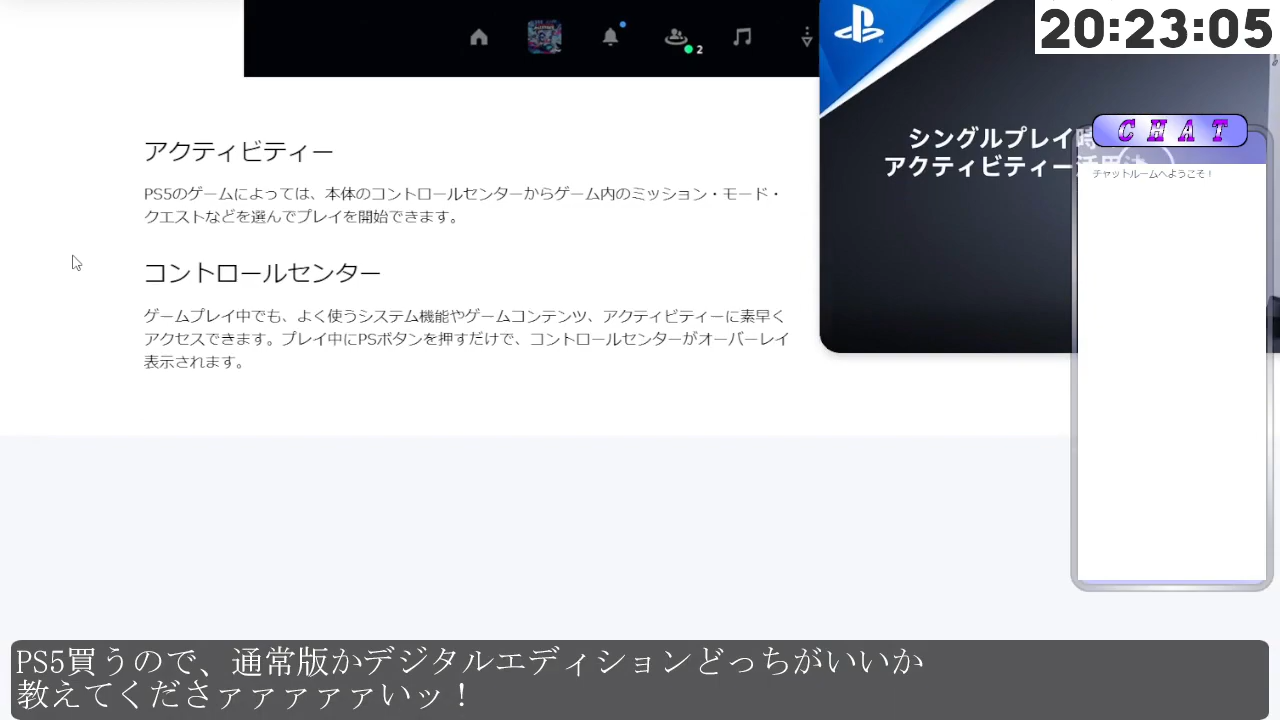 20:23:05
2
CHAT
シングルプレイ時
アクティビティー活用法
チャットルームへようこそ！
アクティビティー
PS5のゲームによっては、本体のコントロールセンターからゲーム内のミッション・モード・
クエストなどを選んでプレイを開始できます。
コントロールセンター
ゲームプレイ中でも、よく使うシステム機能やゲームコンテンツ、アクティビティーに素早く
アクセスできます。プレイ中にPSボタンを押すだけで、コントロールセンターがオーバーレイ
表示されます。
PS5買うので、通常版かデジタルエディションどっちがいいか
教えてくださァァァァァいッ！